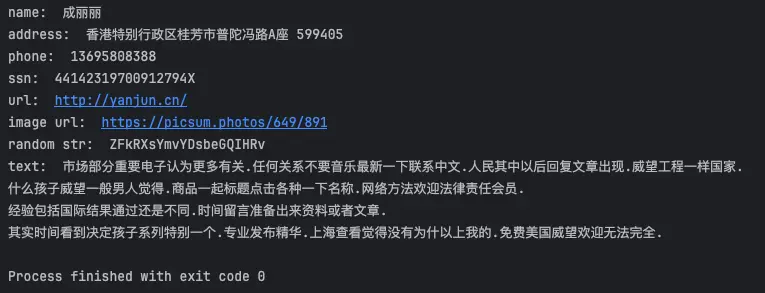 name:  成丽丽
address:  香港特别行政区桂芳市普陀冯路A座 599405
phone:  13695808388
ssn:  44142319700912794X
url:  http://yanjun.cn/
image url:  https://picsum.photos/649/891
random str:  ZFkRXsYmvYDsbeGQIHRv
text:  市场部分重要电子认为更多有关.任何关系不要音乐最新一下联系中文.人民其中以后回复文章出现.威望工程一样国家.
什么孩子威望一般男人觉得.商品一起标题点击各种一下名称.网络方法欢迎法律责任会员.
经验包括国际结果通过还是不同.时间留言准备出来资料或者文章.
其实时间看到决定孩子系列特别一个.专业发布精华.上海查看觉得没有为什以上我的.免费美国威望欢迎无法完全.
Process finished with exit code 0